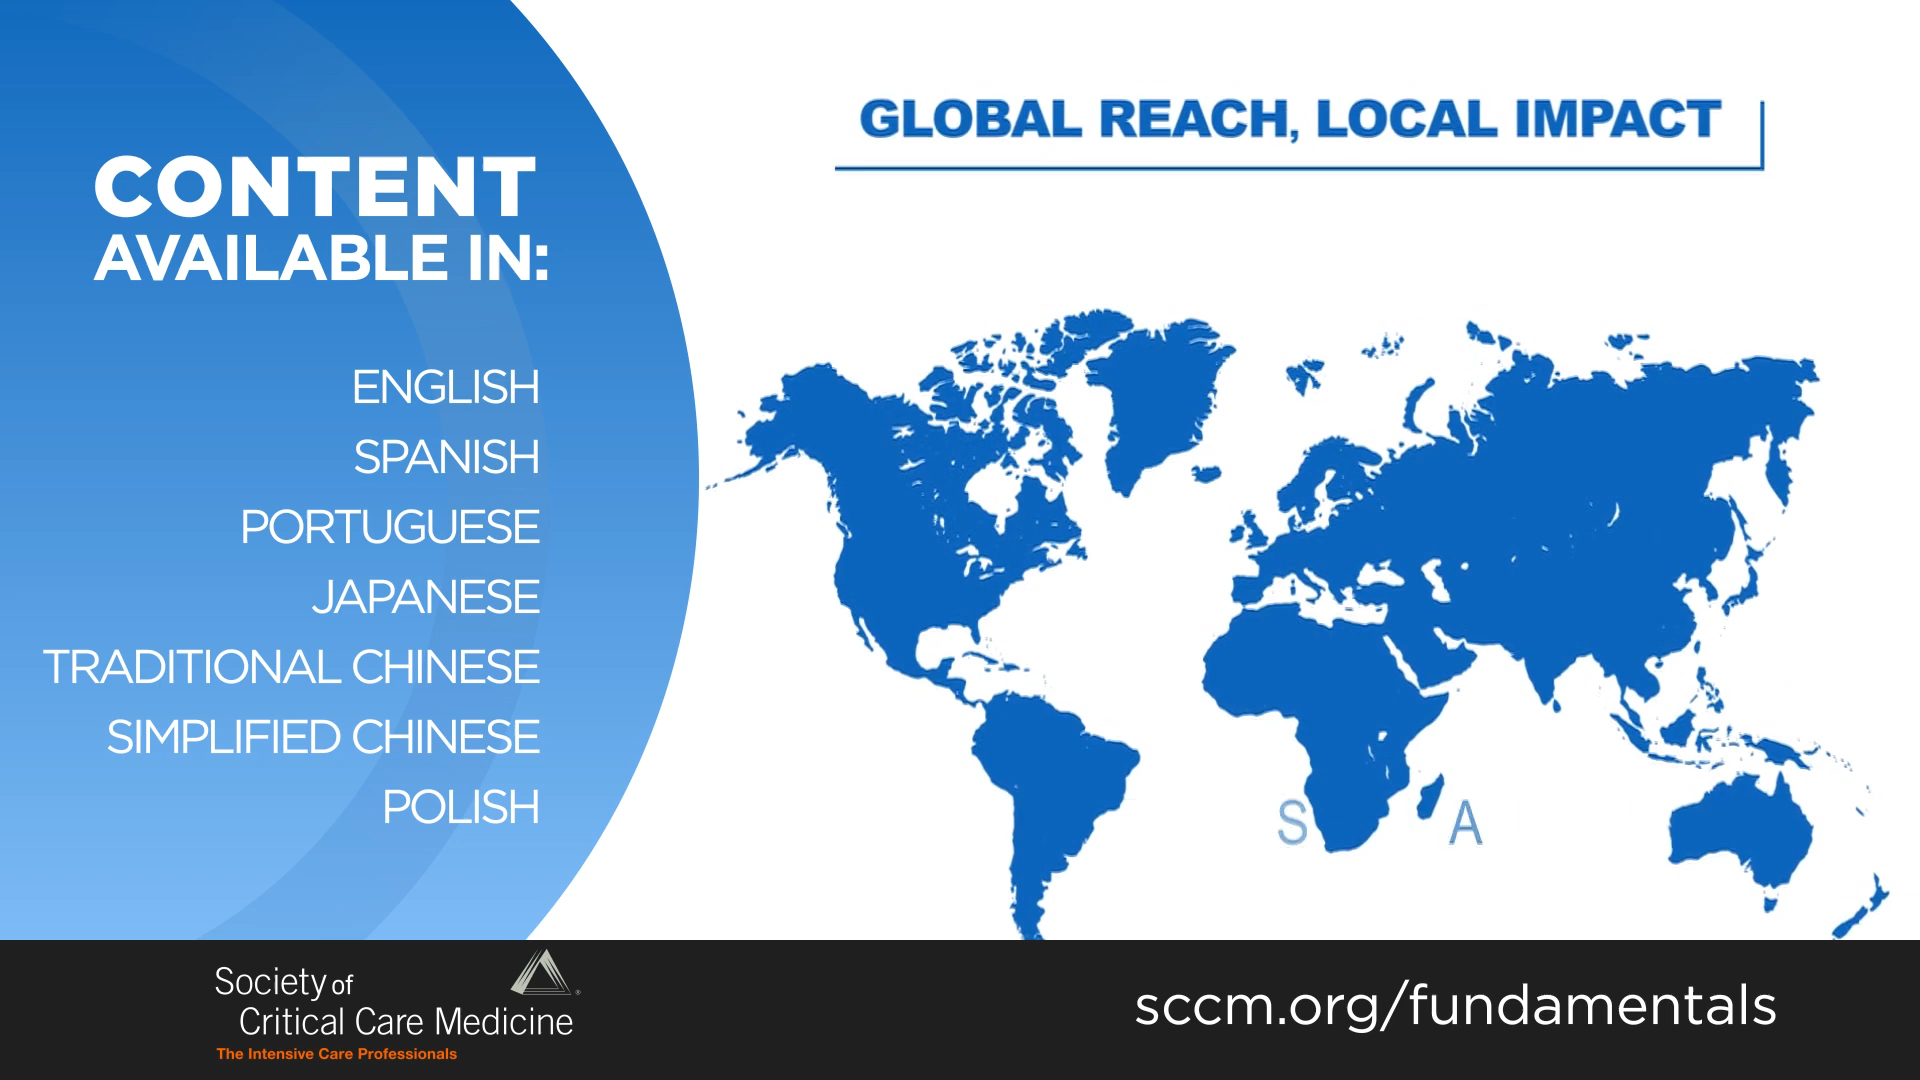 CONTENT
AVAILABLE IN:
ENGLISH
SPANISH
PORTUGUESE
JAPANESE
TRADITIONAL CHINESE
SIMPLIFIED CHINESE
POLISH
GLOBAL REACH, LOCAL IMPACT
S A
Society of
Critical Care Medicine
The Intensive Care Professionals
sccm.org/fundamentals